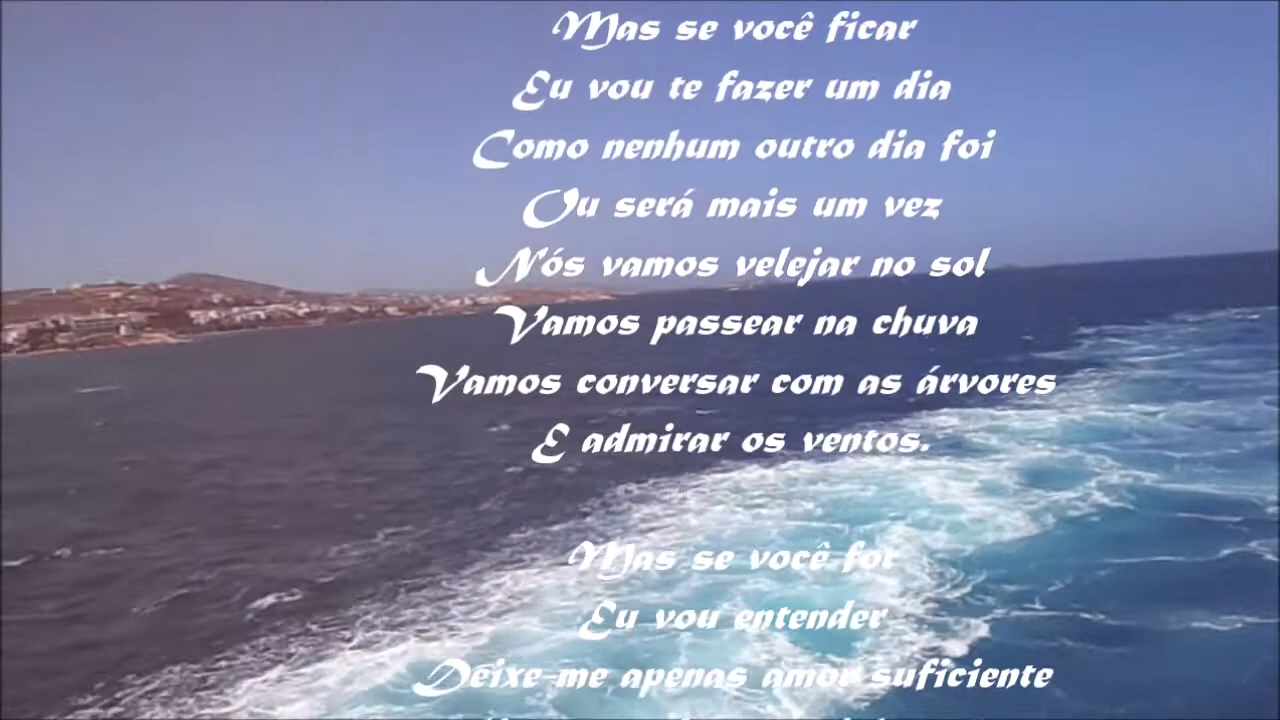 Mas se você ficar
Eu vou te fazer um dia
Como nenhum outro dia foi
Ou será mais um vez
Nós vamos velejar no sol
Vamos passear na chuva
Vamos conversar com as árvores
E admirar os ventos.
Mas se você for
Eu vou entender
Deixe-me apenas amor suficiente